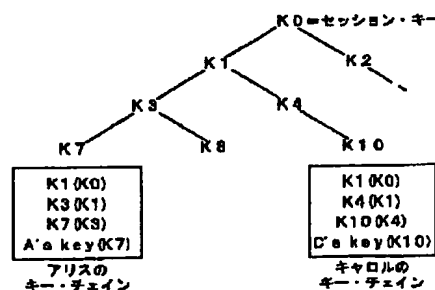 K0=セッション・キー
K1 K2
K3 K4
K7 K8 K10
K1(K0)
K3(K1)
K7(K3)
A's key(K7)
アリスの
キー・チェイン
K1(K0)
K4(K1)
K10(K4)
C's key(K10)
キャロルの
キー・チェイン